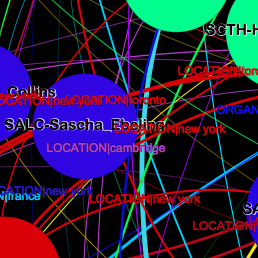 SCTH-H
LOCATION|toron
Collins
LOCATION|new york
LOCATION|toronto
ORGAN
SALC-Sascha_Ebeling
LOCATION|new york
LOCATION|cambridge
LOCATION|new york
N|france
LOCATION|new york
SA
LOCATION|